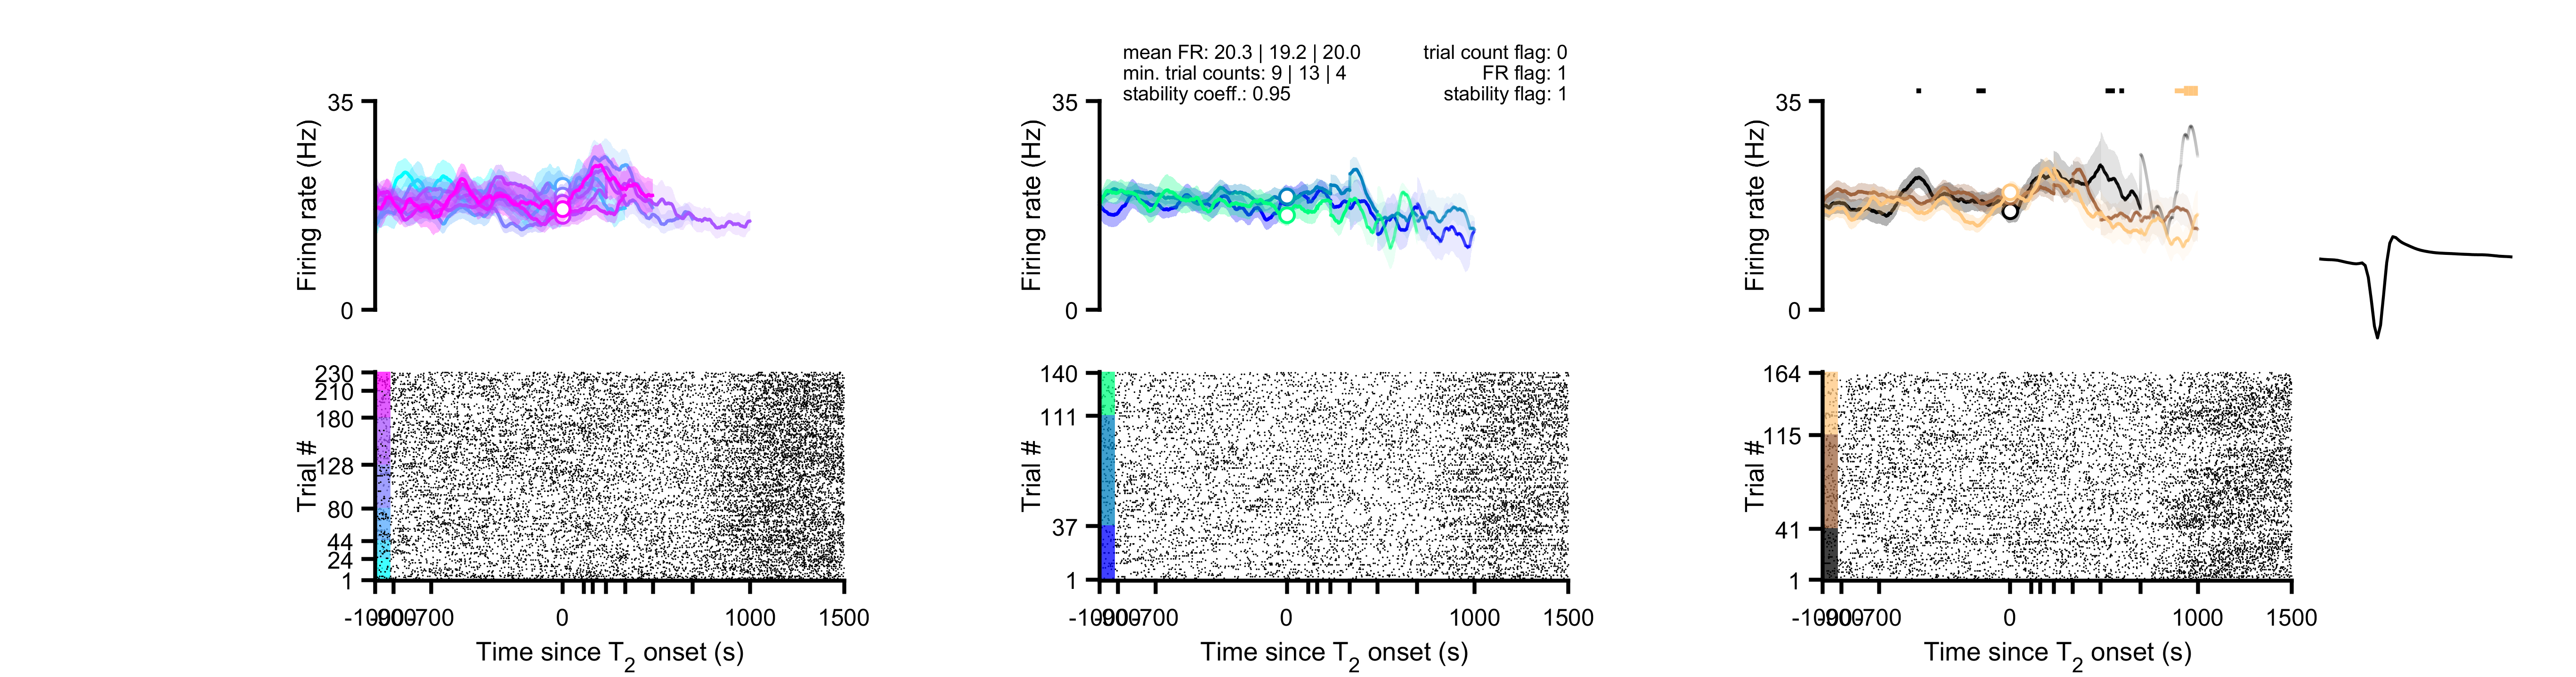 mean FR: 20.3 | 19.2 | 20.0
min. trial counts: 9 | 13 | 4
stability coeff.: 0.95
trial count flag: 0
FR flag: 1
stability flag: 1
35
Firing rate (Hz)
0
35
Firing rate (Hz)
0
35
Firing rate (Hz)
0
230
210
180
128
80
44
24
1
Trial #
-1000
-900
-700
0
1000
1500
Time since T2 onset (s)
140
111
37
1
Trial #
-1000
-900
-700
0
1000
1500
Time since T2 onset (s)
164
115
41
1
Trial #
-1000
-900
-700
0
1000
1500
Time since T2 onset (s)